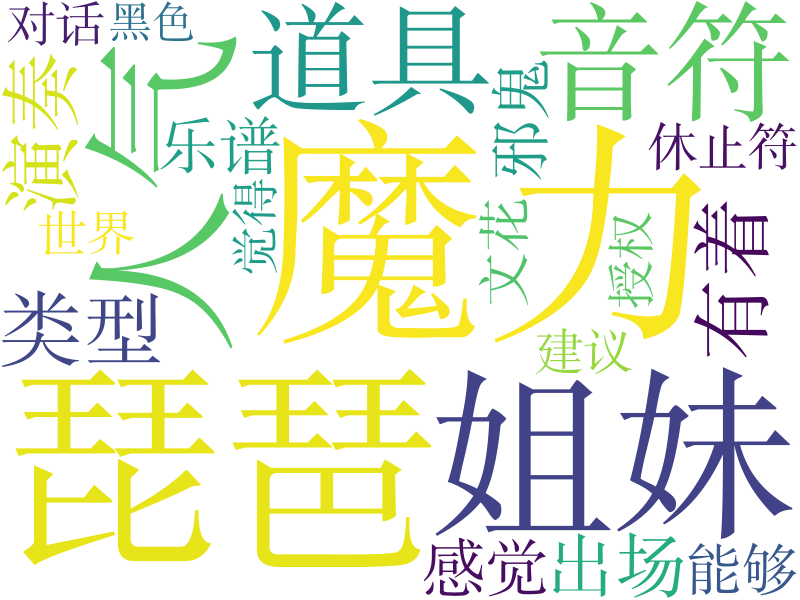 对话
黑色
道具
音符
演奏
人气
乐谱
邪鬼
休止符
魔力
觉得
世界
文花
授权
有着
类型
建议
琵琶
姐妹
感觉
出场
能够